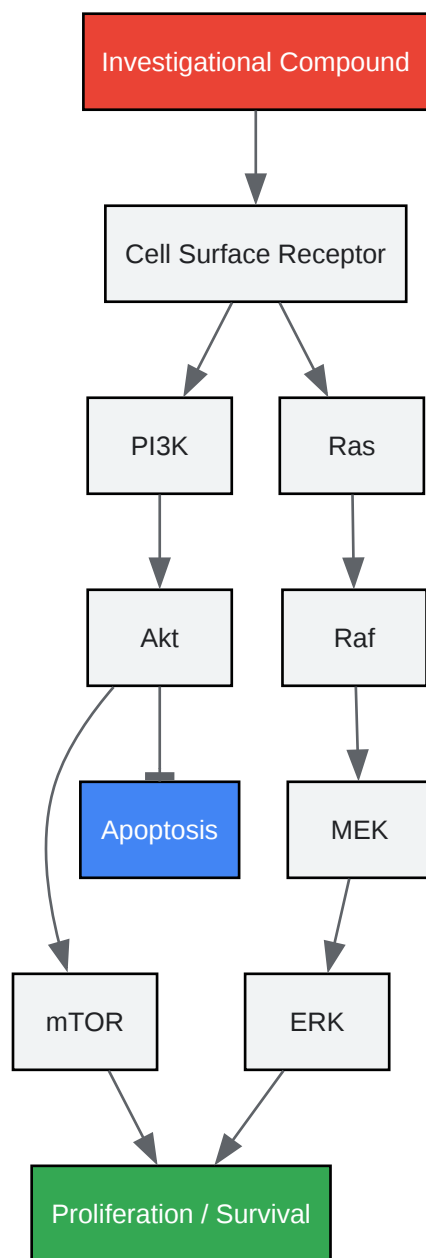 Investigational Compound
Cell Surface Receptor
PI3K
Ras
Akt
Raf
Apoptosis
MEK
mTOR
ERK
Proliferation / Survival